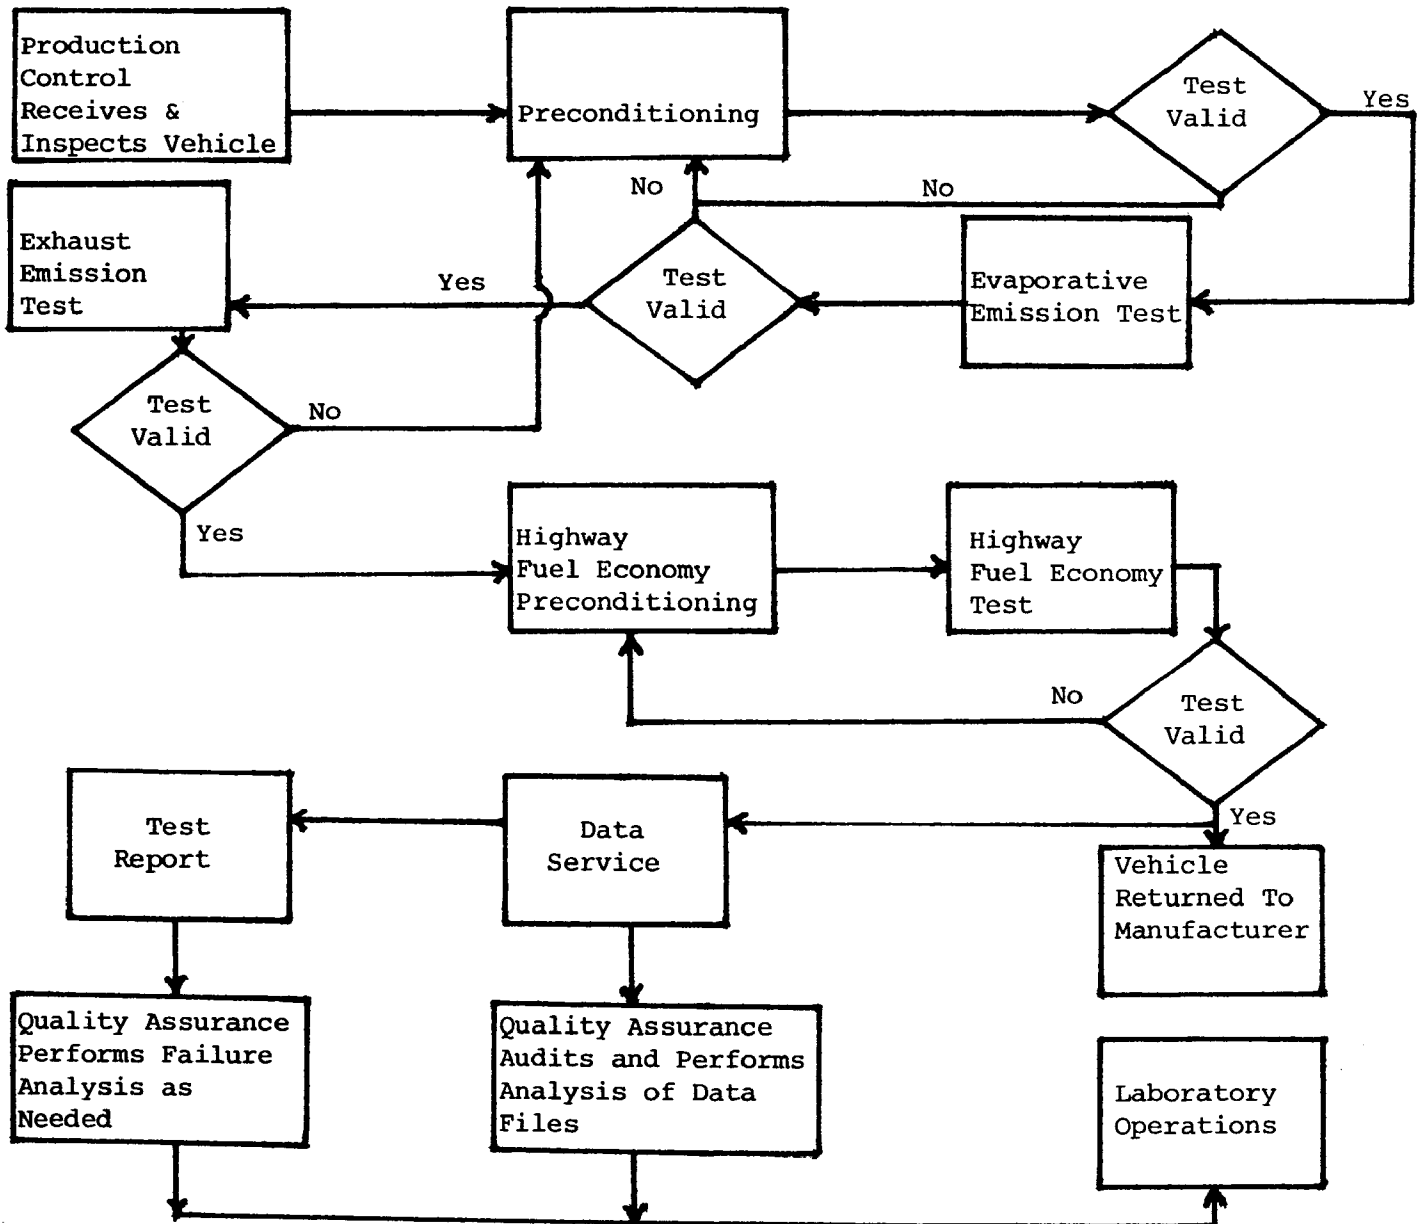 Production
Control
Receives &
Inspects Vehicle
Preconditioning
Test
Valid
Yes
No
No
Exhaust
Emission
Test
Yes
Test
Valid
Evaporative
Emission Test
Test
Valid
No
Yes
Highway
Fuel Economy
Preconditioning
Highway
Fuel Economy
Test
No
Test
Valid
Yes
Test
Report
Data
Service
Vehicle
Returned To
Manufacturer
Quality Assurance
Performs Failure
Analysis as
Needed
Quality Assurance
Audits and Performs
Analysis of Data
Files
Laboratory
Operations